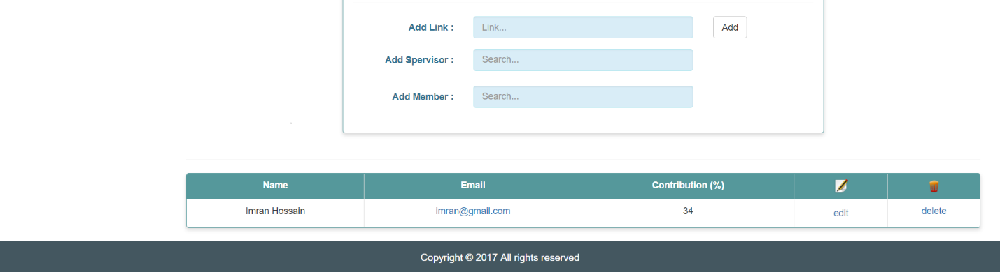 Add Link : Link... Add
Add Spervisor : Search...
Add Member : Search...
Name Email Contribution (%)
Imran Hossain imran@gmail.com 34 edit delete
Copyright © 2017 All rights reserved